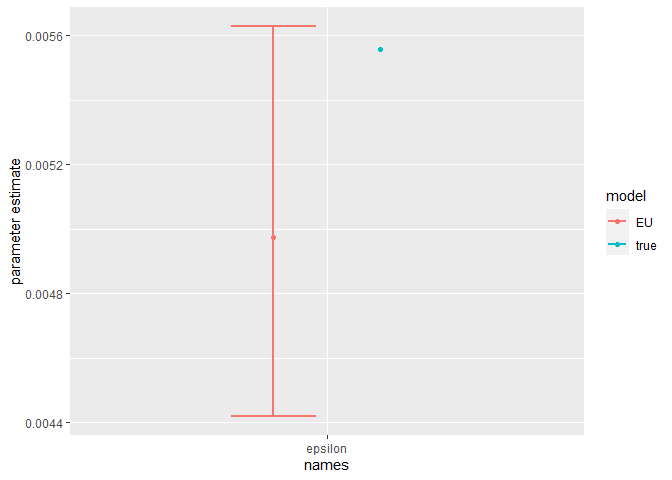 0.0056
0.0052
0.0048
0.0044
parameter estimate
epsilon
names
model
EU
true